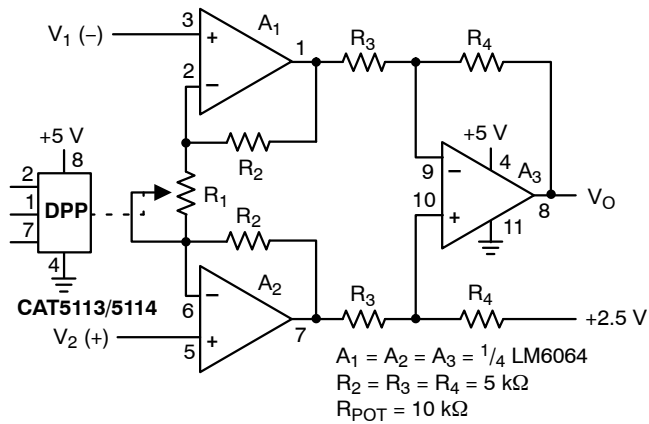 V1 (−)
3
+
A1
1
R3
R4
2
−
R2
+5 V
8
+5 V
4
A3
2
1
7
DPP
R1
9
−
10
+
8
VO
11
R2
4
CAT5113/5114
−
6
A2
7
R3
R4
+2.5 V
V2 (+)
5
+
A1 = A2 = A3 = 1/4 LM6064
R2 = R3 = R4 = 5 kΩ
RPOT = 10 kΩ